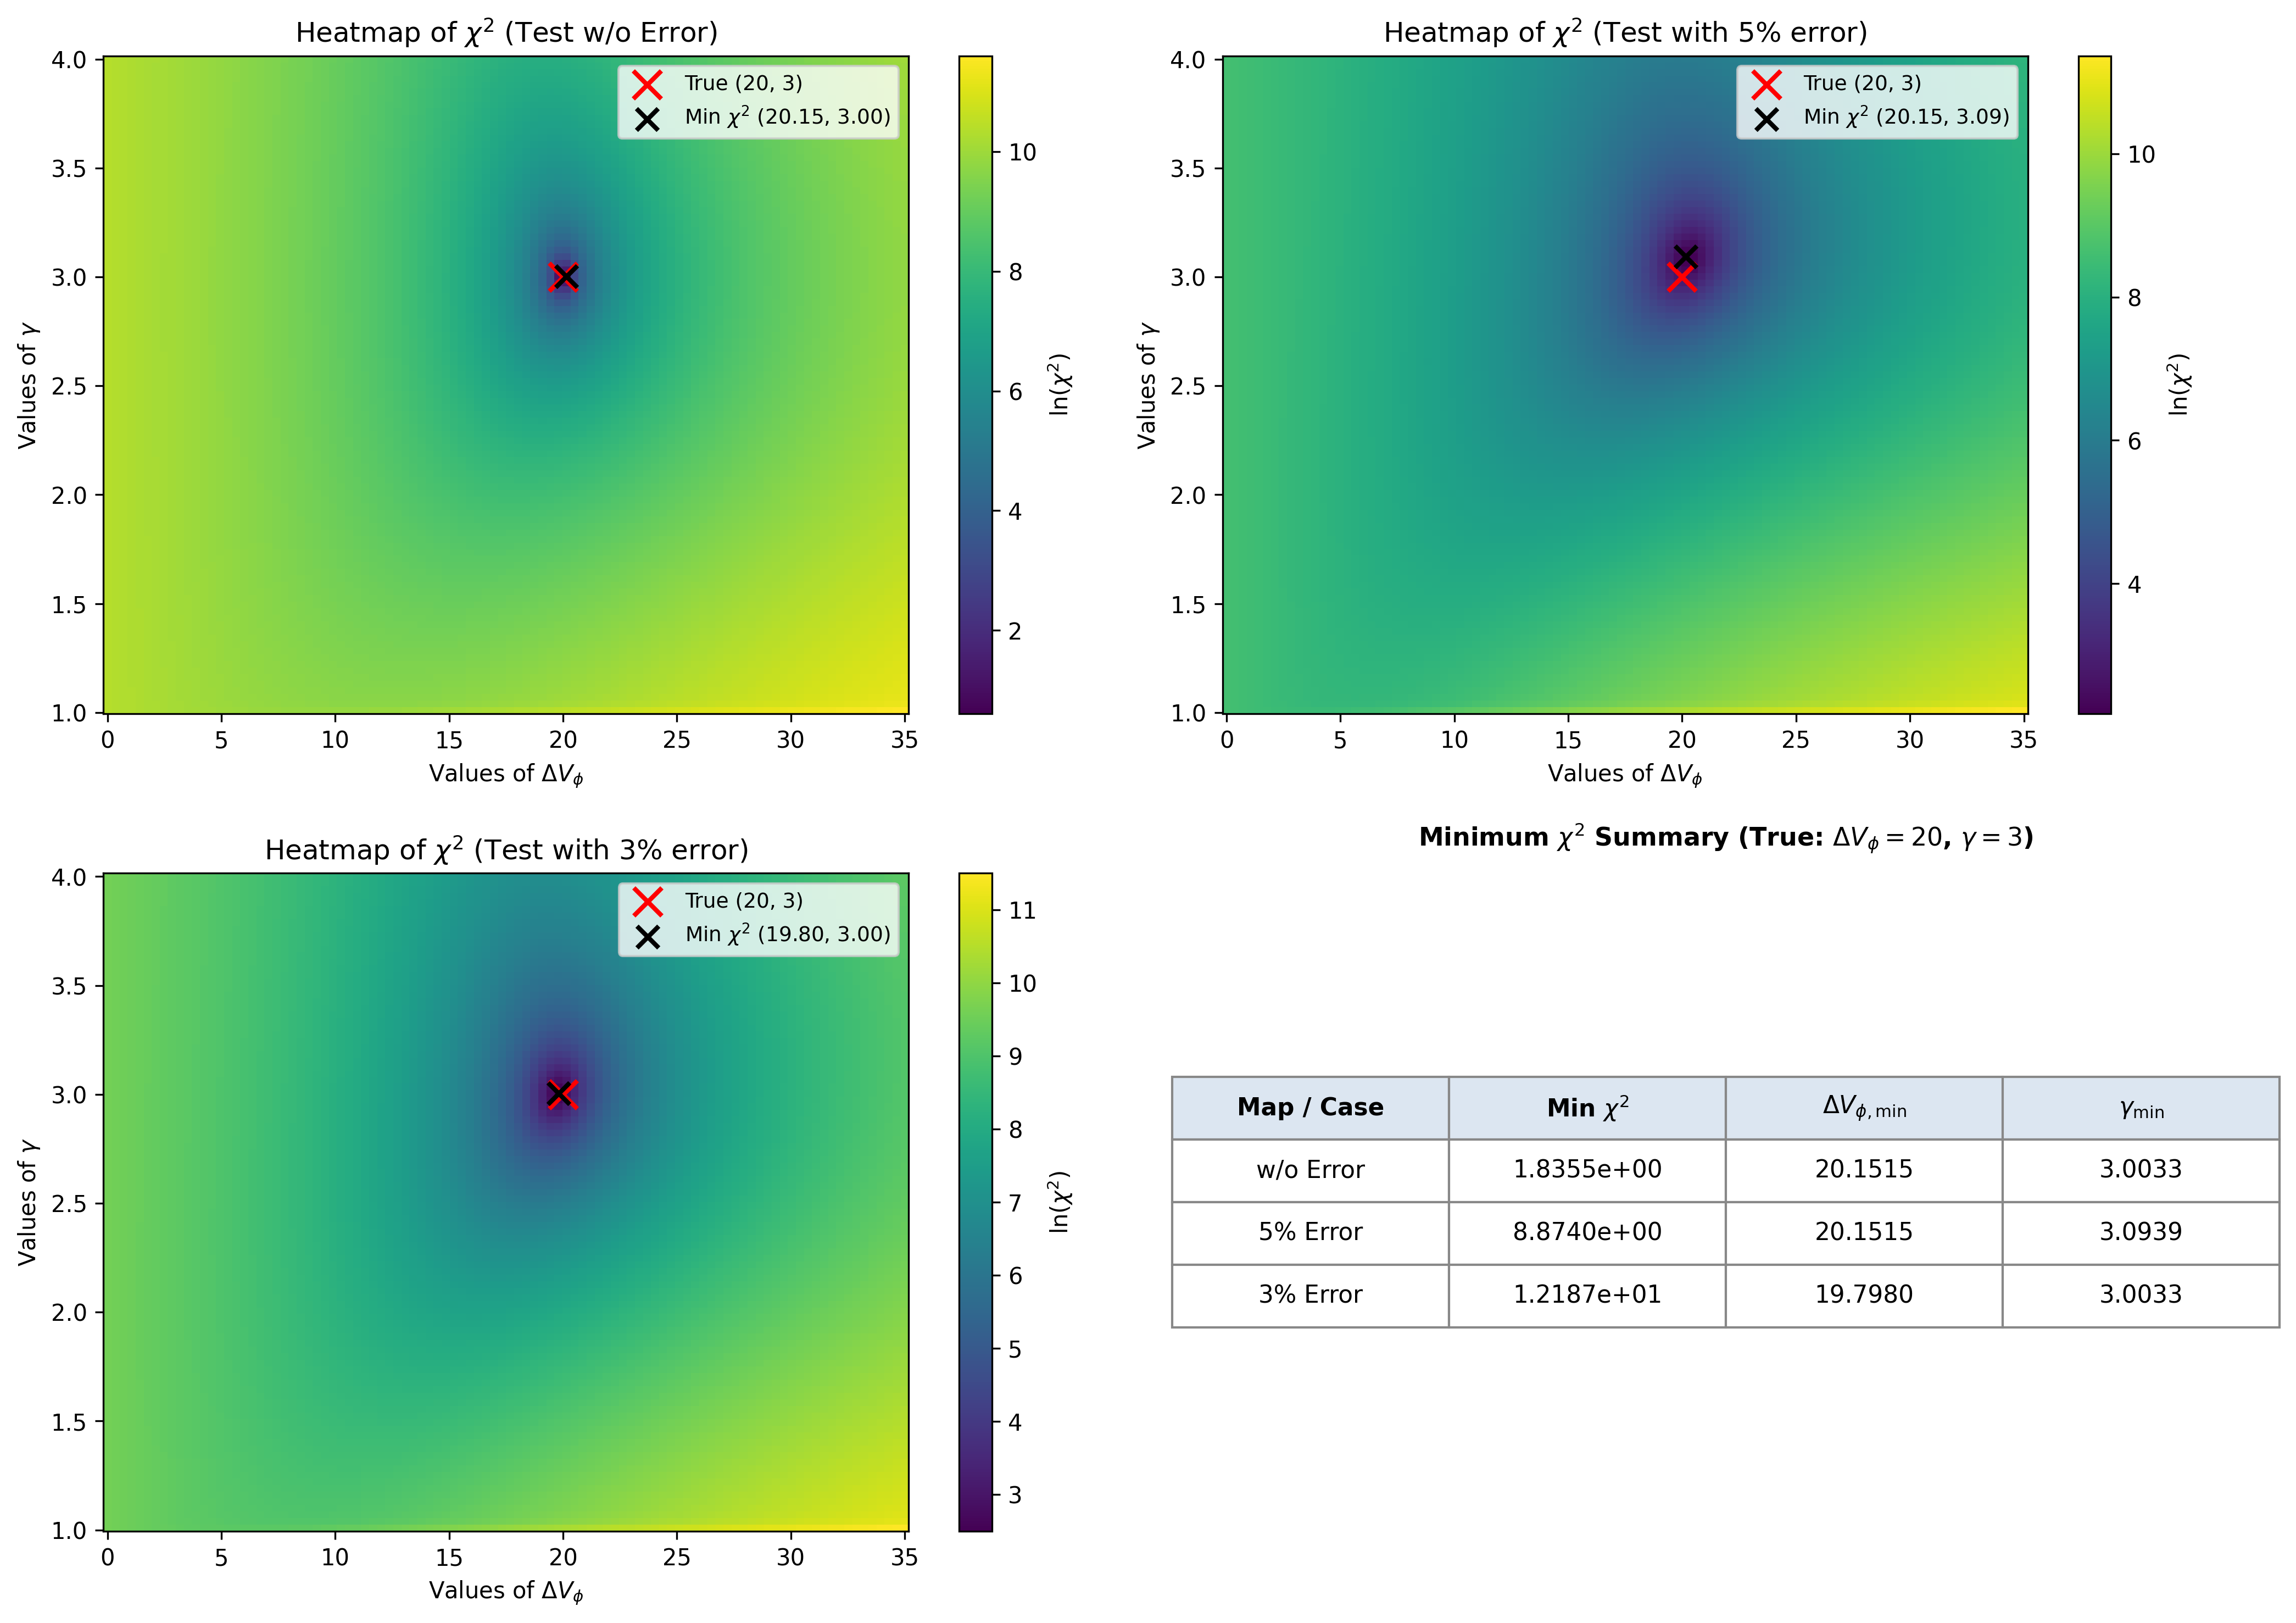 Heatmap of χ² (Test w/o Error)
True (20, 3)
Min χ² (20.15, 3.00)
4.0
3.5
3.0
2.5
2.0
1.5
1.0
Values of γ
0 5 10 15 20 25 30 35
Values of ΔV_ϕ
10
8
6
4
2
ln(χ²)
Heatmap of χ² (Test with 5% error)
True (20, 3)
Min χ² (20.15, 3.09)
4.0
3.5
3.0
2.5
2.0
1.5
1.0
Values of γ
0 5 10 15 20 25 30 35
Values of ΔV_ϕ
10
8
6
4
ln(χ²)
Heatmap of χ² (Test with 3% error)
True (20, 3)
Min χ² (19.80, 3.00)
4.0
3.5
3.0
2.5
2.0
1.5
1.0
Values of γ
0 5 10 15 20 25 30 35
Values of ΔV_ϕ
11
10
9
8
7
6
5
4
3
ln(χ²)
Minimum χ² Summary (True: ΔV_ϕ = 20, γ = 3)
Map / Case Min χ² ΔV_ϕ,min γ_min
w/o Error 1.8355e+00 20.1515 3.0033
5% Error 8.8740e+00 20.1515 3.0939
3% Error 1.2187e+01 19.7980 3.0033